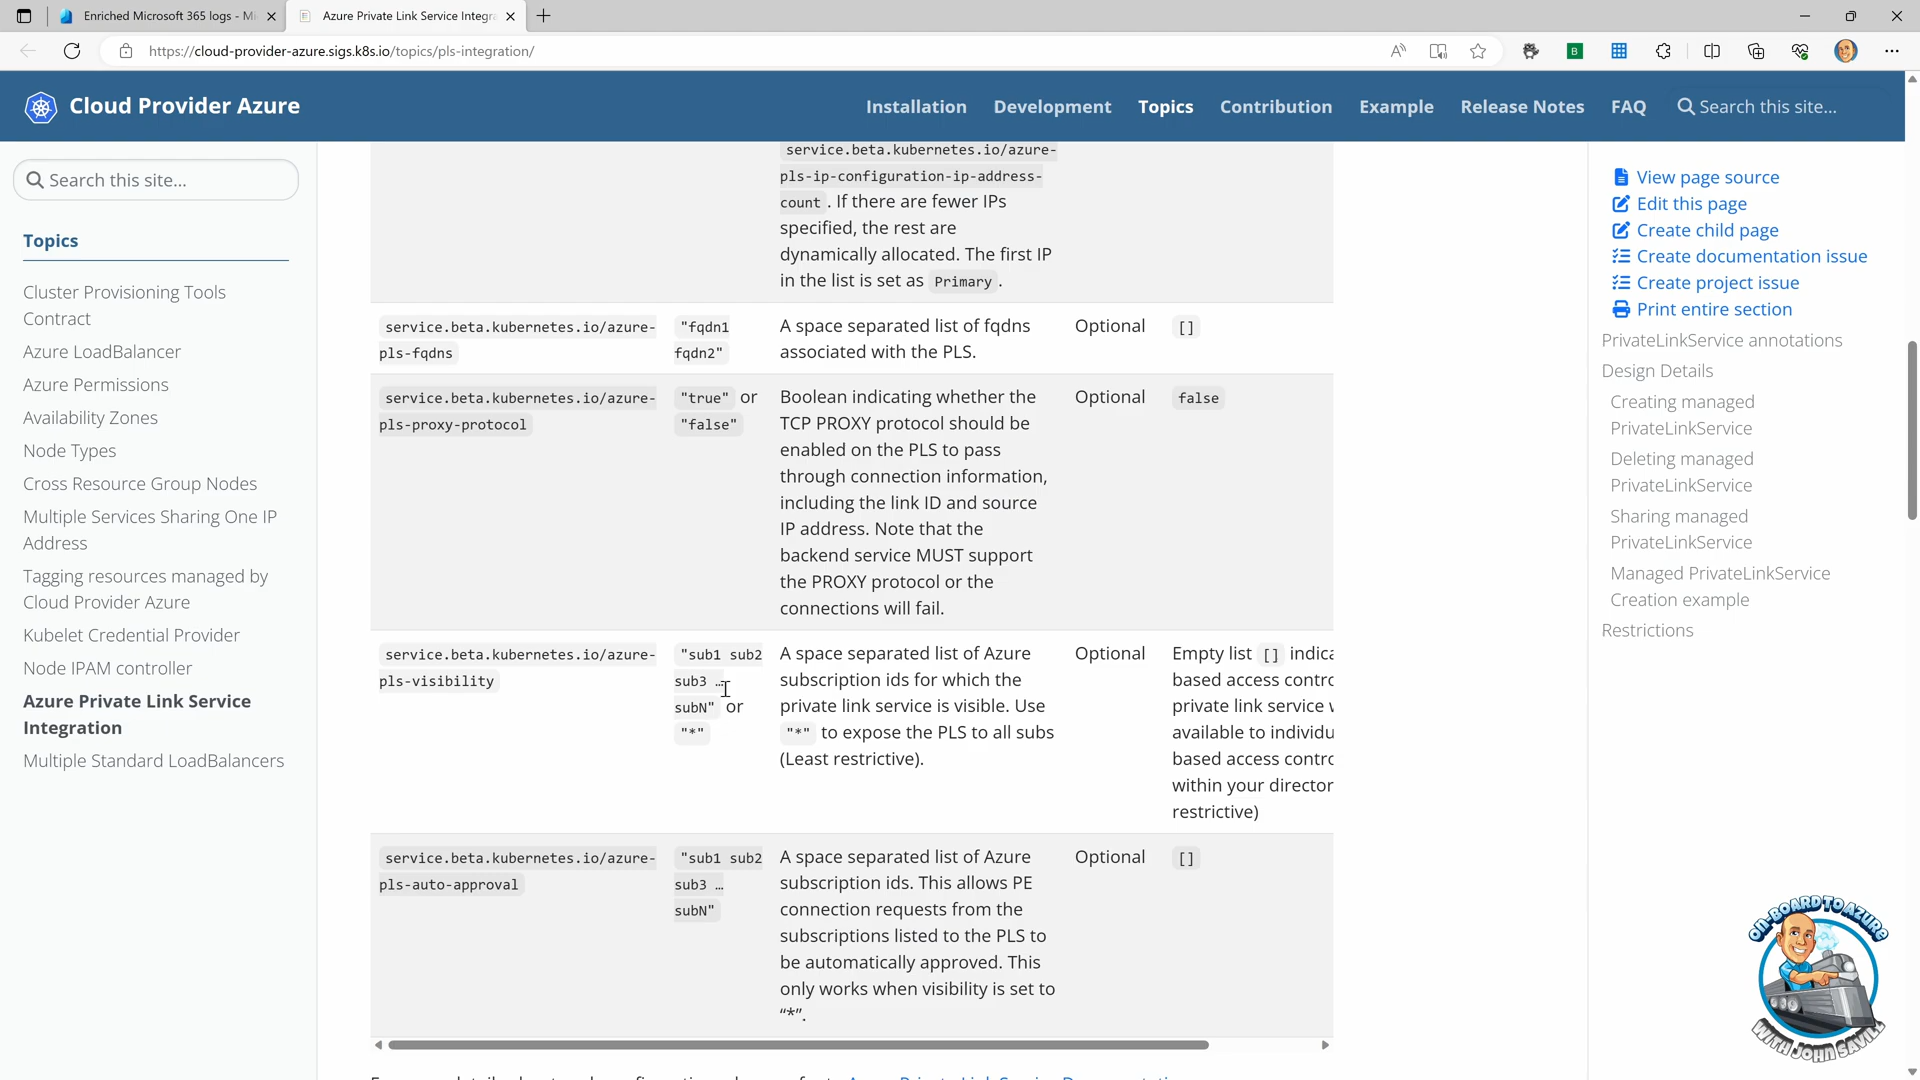 Enriched Microsoft 365 logs - Mi
Azure Private Link Service Integra
https://cloud-provider-azure.sigs.k8s.io/topics/pls-integration/
Cloud Provider Azure
Installation
Development
Topics
Contribution
Example
Release Notes
FAQ
Search this site...
Search this site...
Topics
Cluster Provisioning Tools
Contract
Azure LoadBalancer
Azure Permissions
Availability Zones
Node Types
Cross Resource Group Nodes
Multiple Services Sharing One IP
Address
Tagging resources managed by
Cloud Provider Azure
Kubelet Credential Provider
Node IPAM controller
Azure Private Link Service
Integration
Multiple Standard LoadBalancers
service.beta.kubernetes.io/azure-
pls-ip-configuration-ip-address-
count . If there are fewer IPs
specified, the rest are
dynamically allocated. The first IP
in the list is set as Primary .
service.beta.kubernetes.io/azure-
pls-fqdns
"fqdn1
fqdn2"
A space separated list of fqdns
associated with the PLS.
Optional
[]
service.beta.kubernetes.io/azure-
pls-proxy-protocol
"true" or
"false"
Boolean indicating whether the
TCP PROXY protocol should be
enabled on the PLS to pass
through connection information,
including the link ID and source
IP address. Note that the
backend service MUST support
the PROXY protocol or the
connections will fail.
Optional
false
service.beta.kubernetes.io/azure-
pls-visibility
"sub1 sub2
sub3 …
subN" or
"*"
A space separated list of Azure
subscription ids for which the
private link service is visible. Use
"*" to expose the PLS to all subs
(Least restrictive).
Optional
Empty list [] indica
based access contro
private link service w
available to individu
based access contro
within your director
restrictive)
service.beta.kubernetes.io/azure-
pls-auto-approval
"sub1 sub2
sub3 …
subN"
A space separated list of Azure
subscription ids. This allows PE
connection requests from the
subscriptions listed to the PLS to
be automatically approved. This
only works when visibility is set to
“*”.
Optional
[]
View page source
Edit this page
Create child page
Create documentation issue
Create project issue
Print entire section
PrivateLinkService annotations
Design Details
Creating managed
PrivateLinkService
Deleting managed
PrivateLinkService
Sharing managed
PrivateLinkService
Managed PrivateLinkService
Creation example
Restrictions
ON-BOARD TO AZURE
WITH JOHN SAVILL